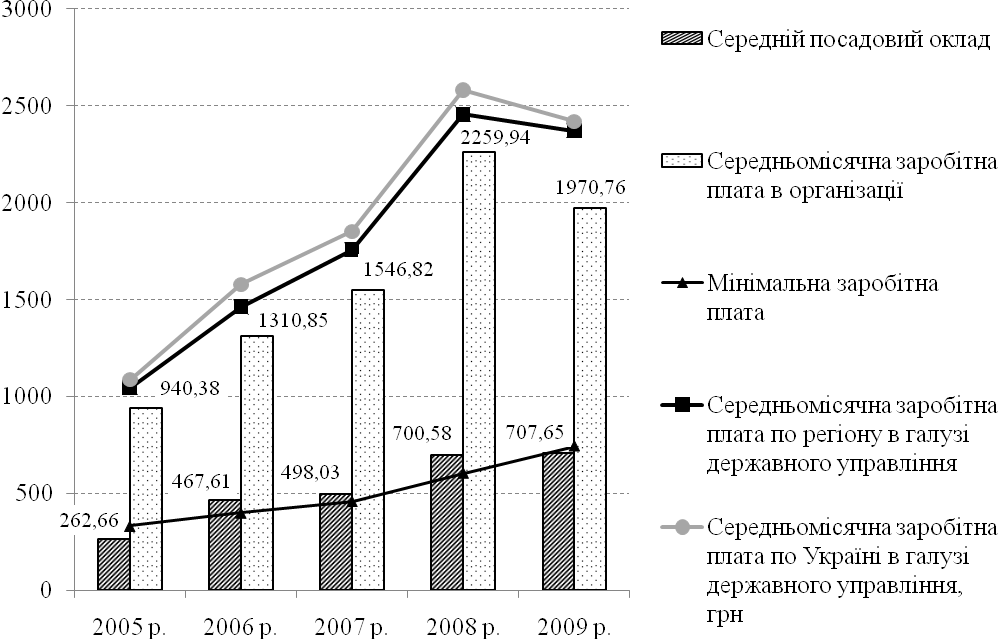 3000
2500
2000
1500
1000
500
0
2259,94
1970,76
1546,82
1310,85
940,38
700,58
707,65
498,03
467,61
262,66
2005 р.
2006 р.
2007 р.
2008 р.
2009 р.
Середній посадовий оклад
Середньомісячна заробітна
плата в організації
Мінімальна заробітна
плата
Середньомісячна заробітна
плата по регіону в галузі
державного управління
Середньомісячна заробітна
плата по Україні в галузі
державного управління,
грн